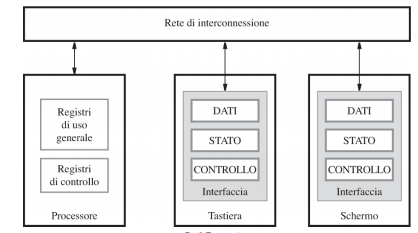 Rete di interconnessione
Registri
di uso
generale
Registri
di controllo
Processore
DATI
STATO
CONTROLLO
Interfaccia
Tastiera
DATI
STATO
CONTROLLO
Interfaccia
Schermo